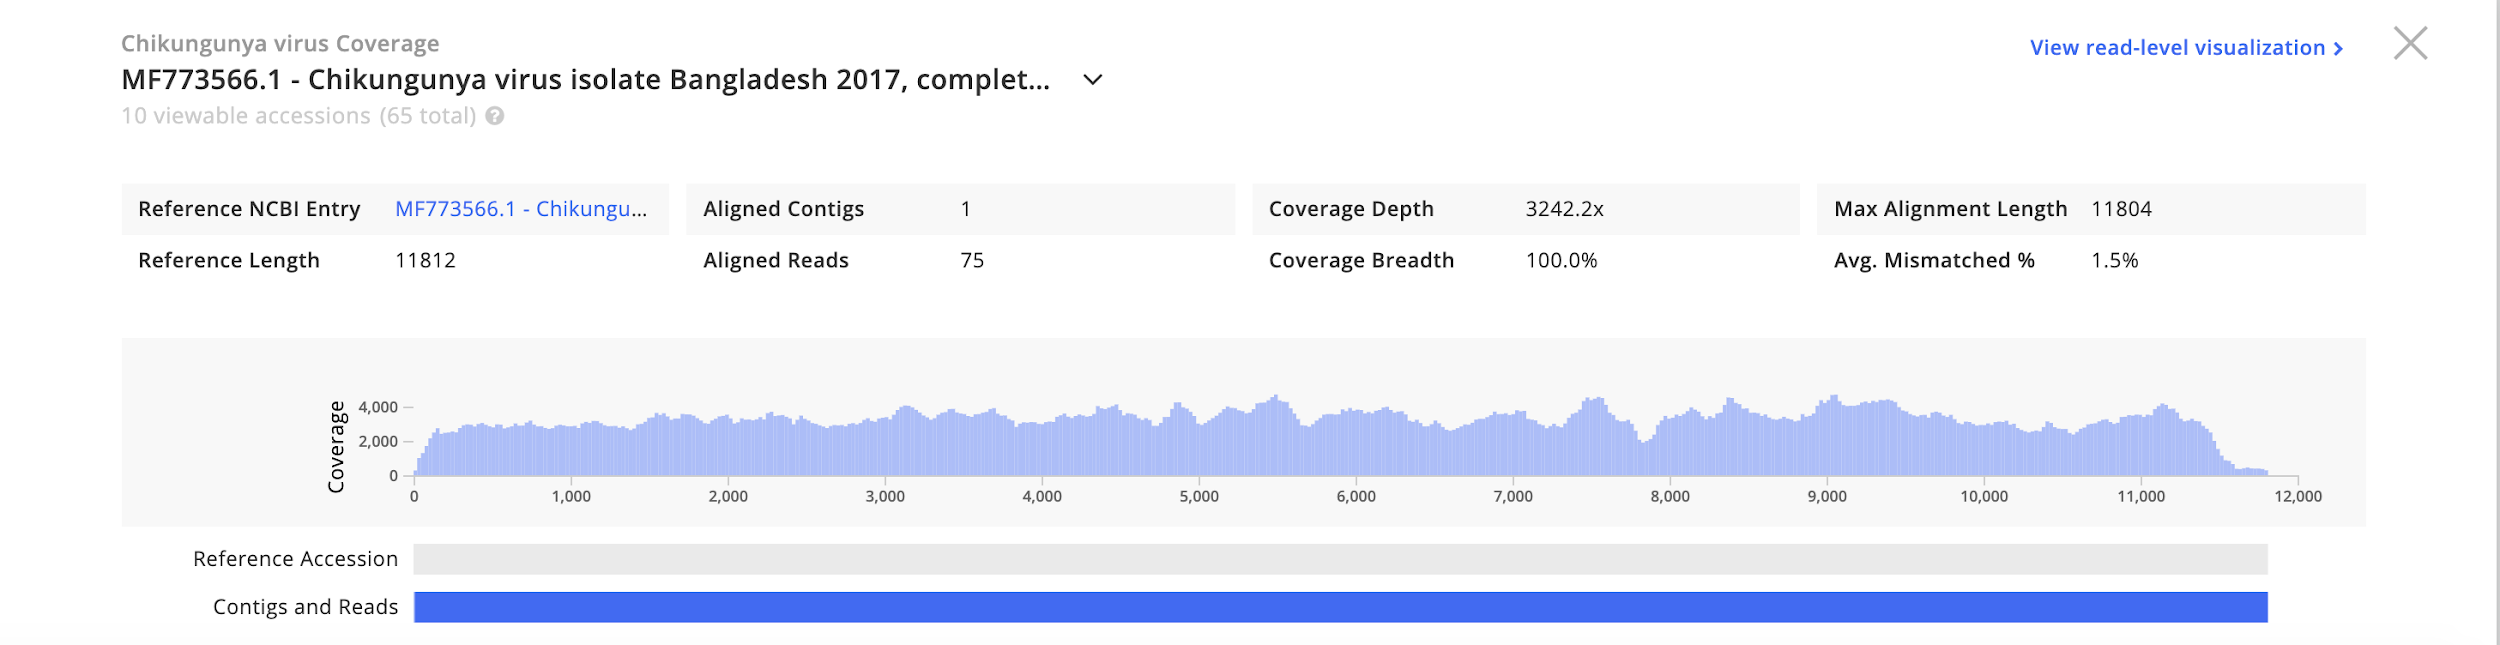 Chikungunya virus Coverage
View read-level visualization
MF773566.1 - Chikungunya virus isolate Bangladesh 2017, complet...
10 viewable accessions (65 total) ?
Reference NCBI Entry MF773566.1 - Chikungu... Aligned Contigs 1 Coverage Depth 3242.2x Max Alignment Length 11804
Reference Length 11812 Aligned Reads 75 Coverage Breadth 100.0% Avg. Mismatched % 1.5%
Coverage
4,000
2,000
0
0 1,000 2,000 3,000 4,000 5,000 6,000 7,000 8,000 9,000 10,000 11,000 12,000
Reference Accession
Contigs and Reads